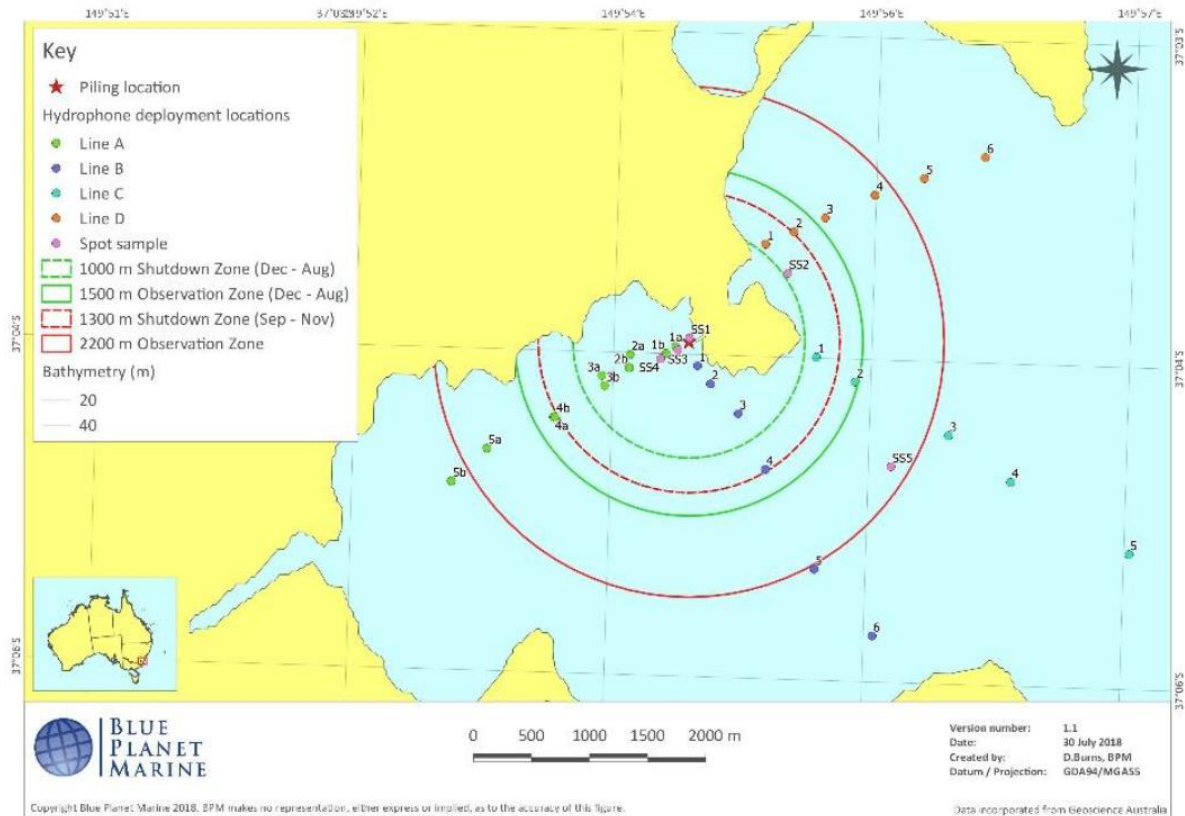 149°51'E
149°52'E
149°54'E
149°56'E
149°57'E
37°03'S
Key
Piling location
Hydrophone deployment locations
Line A
Line B
Line C
Line D
Spot sample
1000 m Shutdown Zone (Dec - Aug)
1500 m Observation Zone (Dec - Aug)
1300 m Shutdown Zone (Sep - Nov)
2200 m Observation Zone
Bathymetry (m)
20
40
6
5
4
3
2
1
SS2
SS1
1a
1b
SS3
2a
2b
SS4
3a
3b
4b
4a
5a
5b
1
2
3
4
5
6
1
2
3
4
5
SS5
37°04'S
37°04'S
37°06'S
37°06'S
BLUE
PLANET
MARINE
0 500 1000 1500 2000 m
Version number: 1.1
Date: 30 July 2018
Created by: D.Burns, BPM
Datum / Projection: GDA94/MGA55
Copyright Blue Planet Marine 2018. BPM makes no representation, either express or implied, as to the accuracy of this figure.
Data incorporated from Geoscience Australia